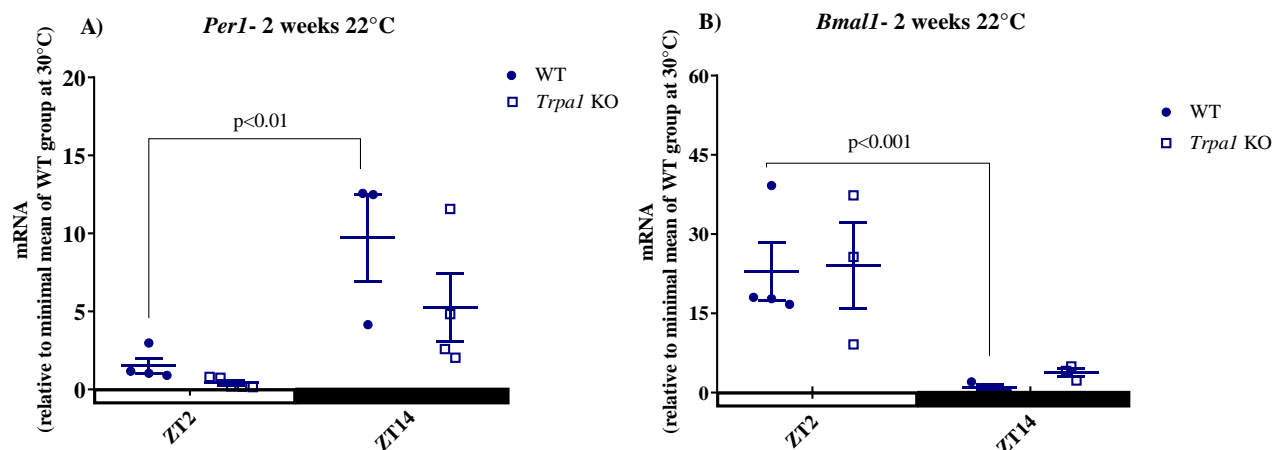 A)
Per1- 2 weeks 22°C
mRNA
(relative to minimal mean of WT group at 30°C)
20
15
10
5
0
p<0.01
WT
Trpa1 KO
ZT2
ZT14
B)
Bmal1- 2 weeks 22°C
mRNA
(relative to minimal mean of WT group at 30°C)
60
45
30
15
0
p<0.001
WT
Trpa1 KO
ZT2
ZT14